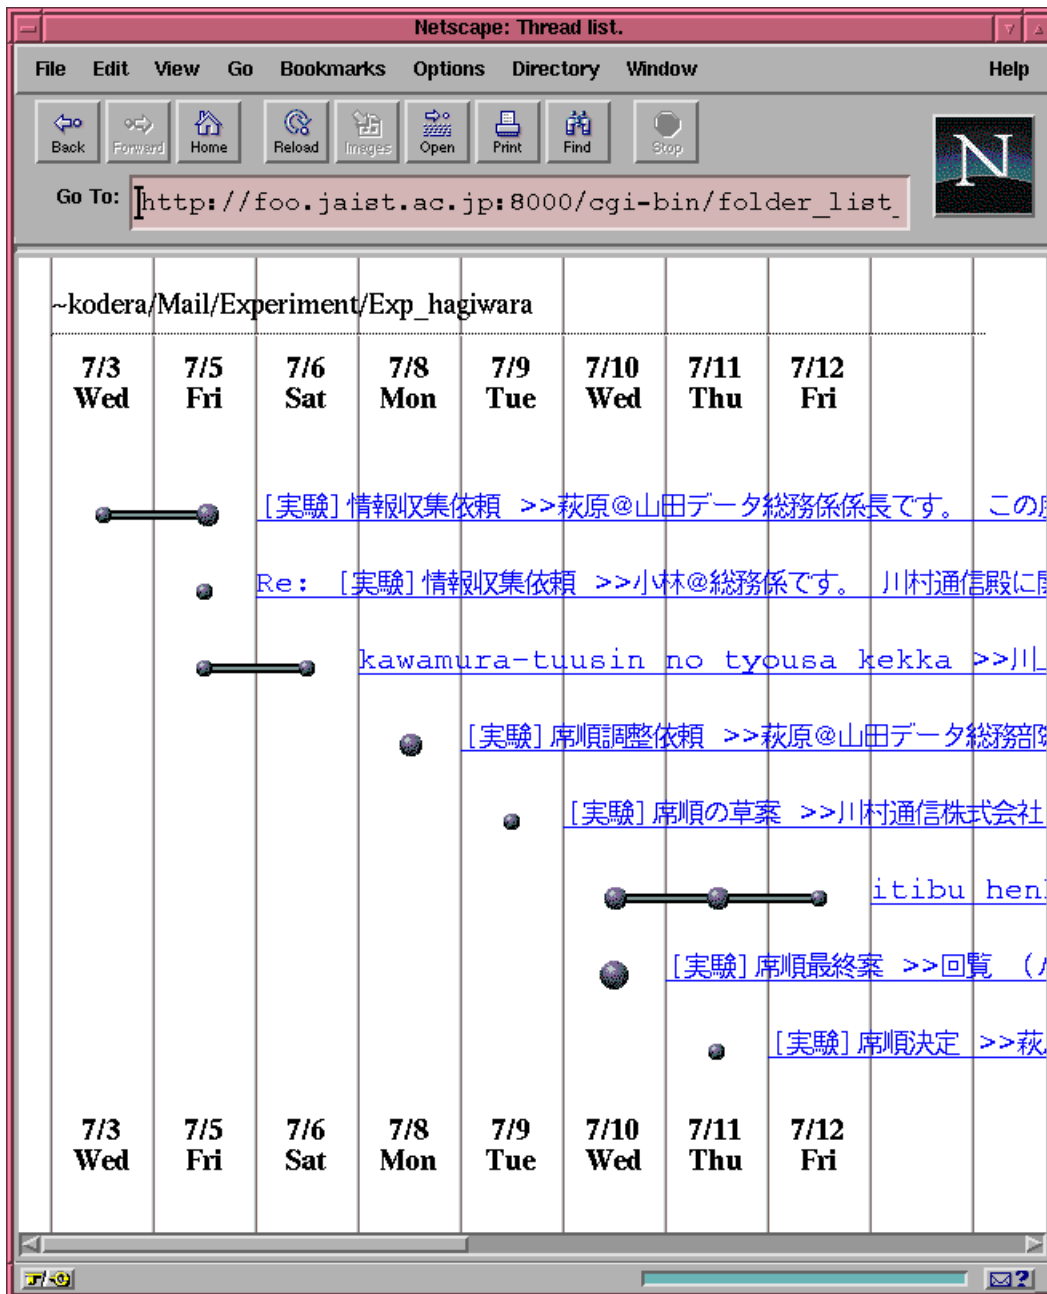 Netscape: Thread list.
File Edit View Go Bookmarks Options Directory Window Help
Back Forward Home Reload Images Open Print Find Stop
N
Go To: http://foo.jaist.ac.jp:8000/cgi-bin/folder_list_
~kodera/Mail/Experiment/Exp_hagiwara
7/3 7/5 7/6 7/8 7/9 7/10 7/11 7/12
Wed Fri Sat Mon Tue Wed Thu Fri
[実験]情報収集依頼 >>萩原@山田データ総務係係長です。 この
Re: [実験]情報収集依頼 >>小林@総務係です。 川村通信殿に
kawamura-tuusin no tyousa kekka >>川
[実験]席順調整依頼 >>萩原@山田データ総務部
[実験]席順の草案 >>川村通信株式会社
itibu hen
[実験]席順最終案 >>回覧 (
[実験]席順決定 >>萩
7/3 7/5 7/6 7/8 7/9 7/10 7/11 7/12
Wed Fri Sat Mon Tue Wed Thu Fri
?